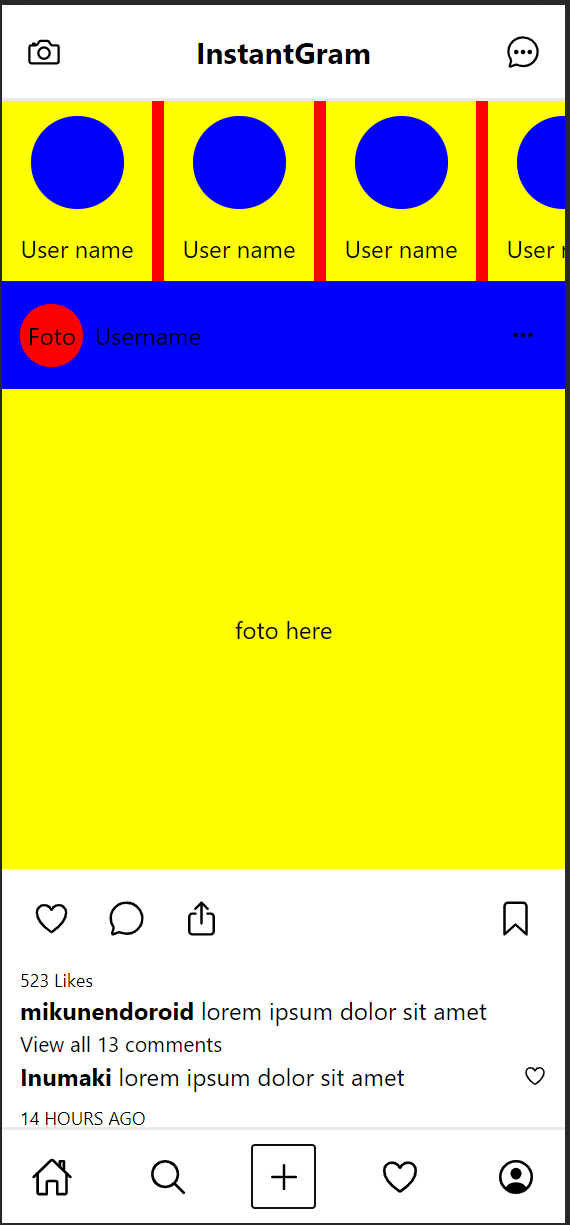 InstantGram
User name User name User name User n
Foto Username
foto here
523 Likes
mikunendoroid lorem ipsum dolor sit amet
View all 13 comments
Inumaki lorem ipsum dolor sit amet
14 HOURS AGO